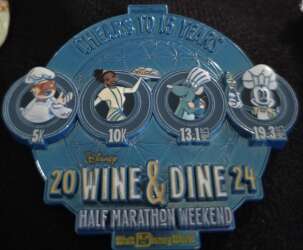 CHEERS TO 15 YEARS
5K
10K
13.1
19.3
Disney
20 WINE & DINE 24
HALF MARATHON WEEKEND
Walt Disney World